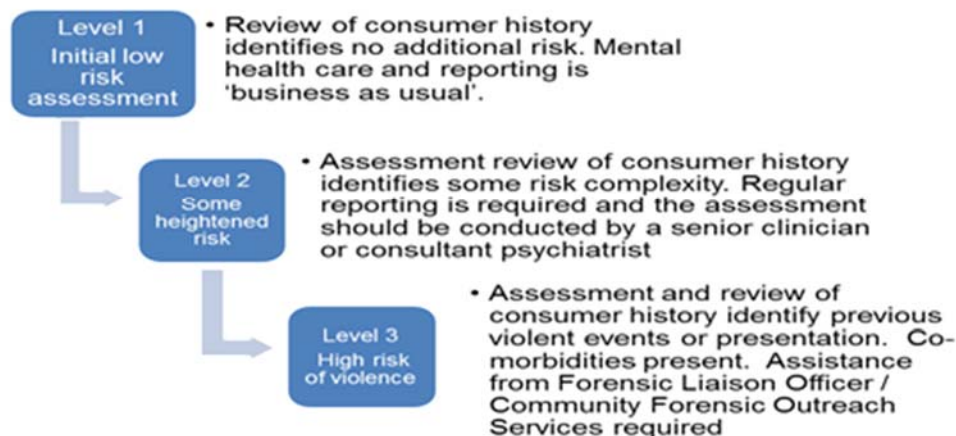 Level 1
Initial low
risk
assessment
• Review of consumer history
identifies no additional risk. Mental
health care and reporting is
‘business as usual’.
Level 2
Some
heightened
risk
• Assessment review of consumer history
identifies some risk complexity. Regular
reporting is required and the assessment
should be conducted by a senior clinician
or consultant psychiatrist
Level 3
High risk
of violence
• Assessment and review of
consumer history identify previous
violent events or presentation. Co-
morbidities present. Assistance
from Forensic Liaison Officer /
Community Forensic Outreach
Services required